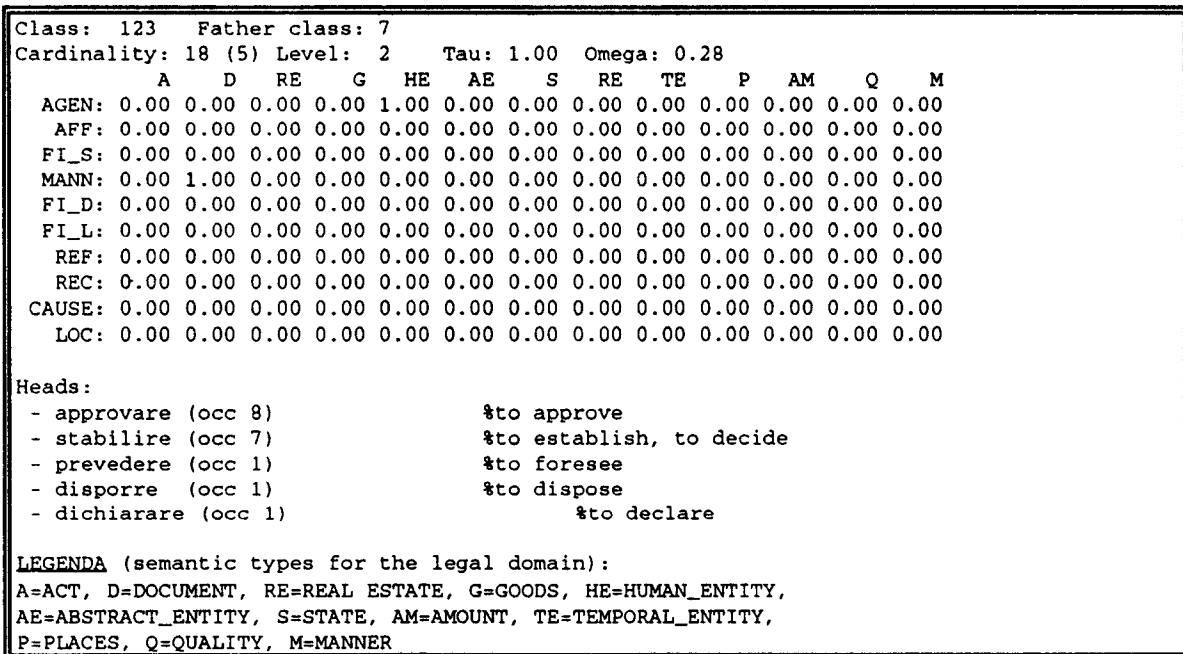 Class: 123 Father class: 7
Cardinality: 18 (5) Level: 2 Tau: 1.00 Omega: 0.28
A D RE G HE AE S RE TE P AM Q M
AGEN: 0.00 0.00 0.00 0.00 1.00 0.00 0.00 0.00 0.00 0.00 0.00 0.00 0.00
AFF: 0.00 0.00 0.00 0.00 0.00 0.00 0.00 0.00 0.00 0.00 0.00 0.00 0.00
FI_S: 0.00 0.00 0.00 0.00 0.00 0.00 0.00 0.00 0.00 0.00 0.00 0.00 0.00
MANN: 0.00 1.00 0.00 0.00 0.00 0.00 0.00 0.00 0.00 0.00 0.00 0.00 0.00
FI_D: 0.00 0.00 0.00 0.00 0.00 0.00 0.00 0.00 0.00 0.00 0.00 0.00 0.00
FI_L: 0.00 0.00 0.00 0.00 0.00 0.00 0.00 0.00 0.00 0.00 0.00 0.00 0.00
REF: 0.00 0.00 0.00 0.00 0.00 0.00 0.00 0.00 0.00 0.00 0.00 0.00 0.00
REC: 0.00 0.00 0.00 0.00 0.00 0.00 0.00 0.00 0.00 0.00 0.00 0.00 0.00
CAUSE: 0.00 0.00 0.00 0.00 0.00 0.00 0.00 0.00 0.00 0.00 0.00 0.00 0.00
LOC: 0.00 0.00 0.00 0.00 0.00 0.00 0.00 0.00 0.00 0.00 0.00 0.00 0.00
Heads:
- approvare (occ 8) %to approve
- stabilire (occ 7) %to establish, to decide
- prevedere (occ 1) %to foresee
- disporre (occ 1) %to dispose
- dichiarare (occ 1) %to declare
LEGENDA (semantic types for the legal domain):
A=ACT, D=DOCUMENT, RE=REAL ESTATE, G=GOODS, HE=HUMAN_ENTITY,
AE=ABSTRACT_ENTITY, S=STATE, AM=AMOUNT, TE=TEMPORAL_ENTITY,
P=PLACES, Q=QUALITY, M=MANNER